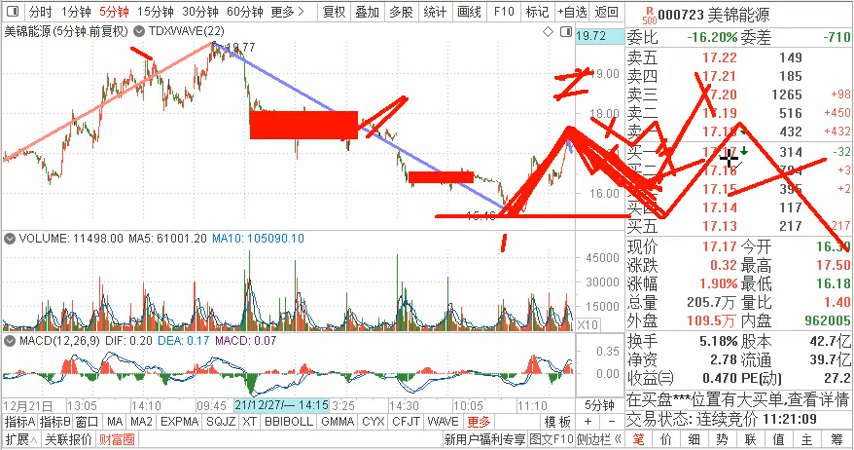 分时 1分钟 5分钟 15分钟 30分钟 60分钟 更多 复权 叠加 多股 统计 画线 F10 标记 +自选 返回
R500 000723 美锦能源
美锦能源(5分钟.前复权) TDXWAVE(22)
19.77
19.72
19.00
18.00
16.00
委比 -16.20% 委差 -710
卖五 17.22 149
卖四 17.21 185
卖三 17.20 1265 +98
卖二 17.19 516 +450
卖一 432 +432
买一 17.17 314 -32
买二 17.16 +3
买三 17.15 395 +2
买四 17.14 117
买五 17.13 217 +217
VOLUME: 11498.00 MA5: 61001.20 MA10: 105090.10
45000
30000
15000
X10
现价 17.17 今开
涨跌 0.32 最高 17.50
涨幅 1.90% 最低 16.18
总量 205.7万 量比 1.40
外盘 109.5万 内盘 962005
MACD(12,26,9) DIF: 0.20 DEA: 0.17 MACD: 0.07
0.35
0.00
换手 5.18% 股本 42.7亿
净资 2.78 流通 39.7亿
收益㈢ 0.470 PE(动) 27.2
12月21日 13:05 14:10 09:45 21/12/27/一 14:15 3:25 14:30 10:05 11:10 5分钟
在买盘***位置有大买单,查看详情
交易状态: 连续竞价 11:21:09
指标A 指标B 窗口 MA MA2 EXPMA SQJZ XT BBIBOLL GMMA CYX CFJT WAVE 更多 模板 + -
扩展∧ 关联报价 财富圈 新用户福利专享 图文F10 侧边栏《 笔 价 细 势 联 值 主 筹